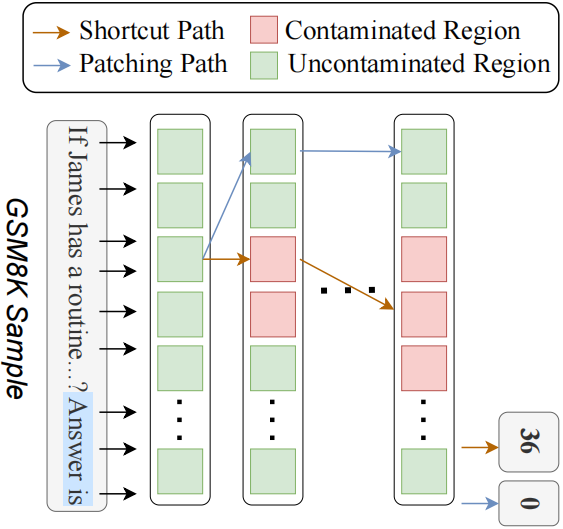 Shortcut Path
Contaminated Region
Patching Path
Uncontaminated Region
GSM8K Sample
If James has a routine....? Answer is
36
0